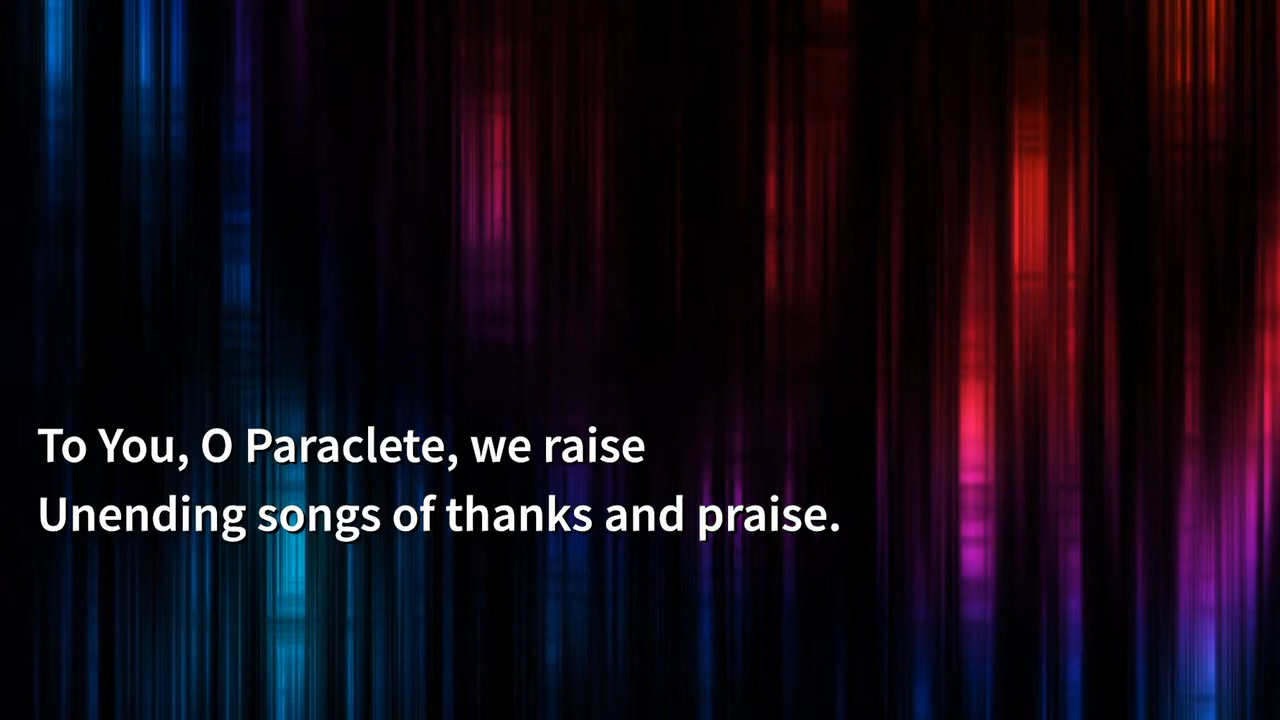 To You, O Paraclete, we raise
Unending songs of thanks and praise.